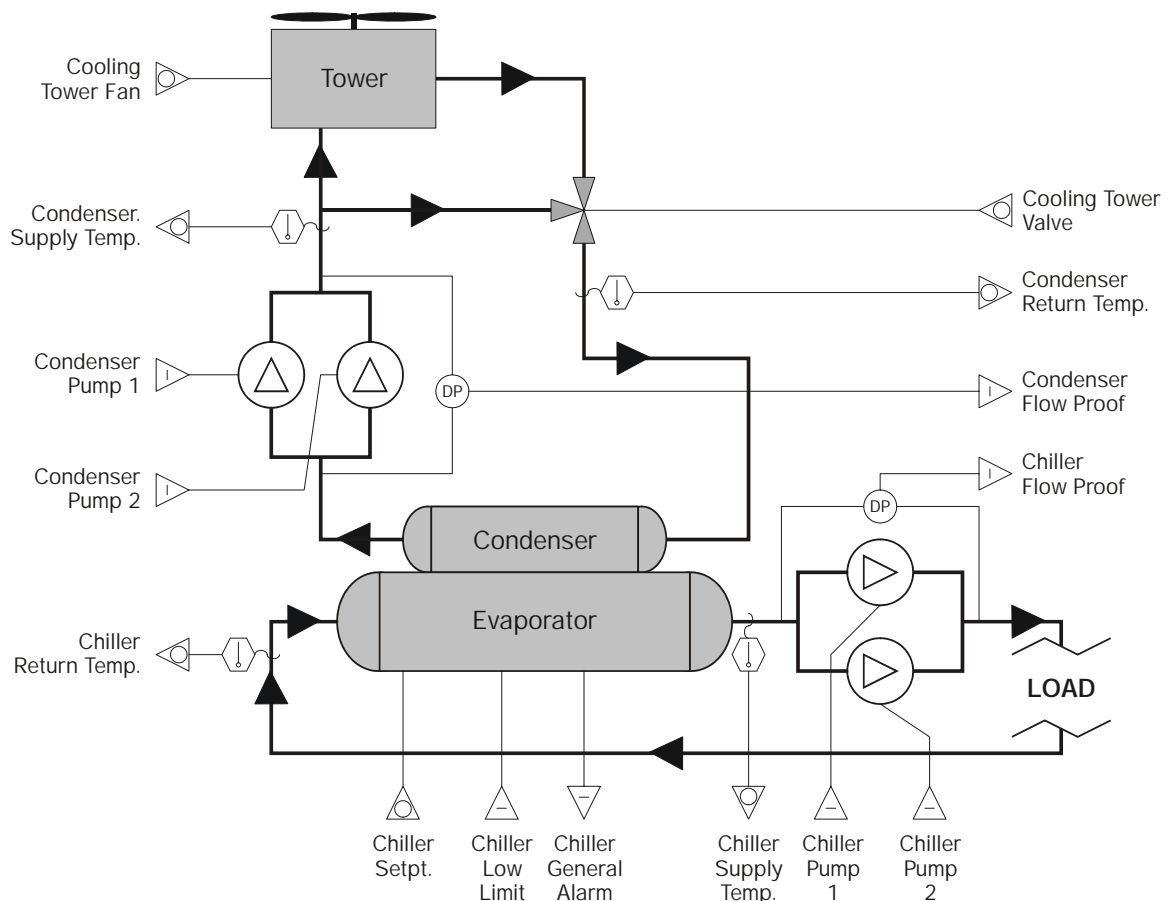 Cooling
Tower Fan
Tower
Condenser.
Supply Temp.
Cooling Tower
Valve
Condenser
Return Temp.
Condenser
Pump 1
DP
Condenser
Flow Proof
Condenser
Pump 2
Chiller
Flow Proof
DP
Condenser
Evaporator
Chiller
Return Temp.
LOAD
Chiller
Setpt.
Chiller
Low
Limit
Chiller
General
Alarm
Chiller
Supply
Temp.
Chiller
Pump
1
Chiller
Pump
2